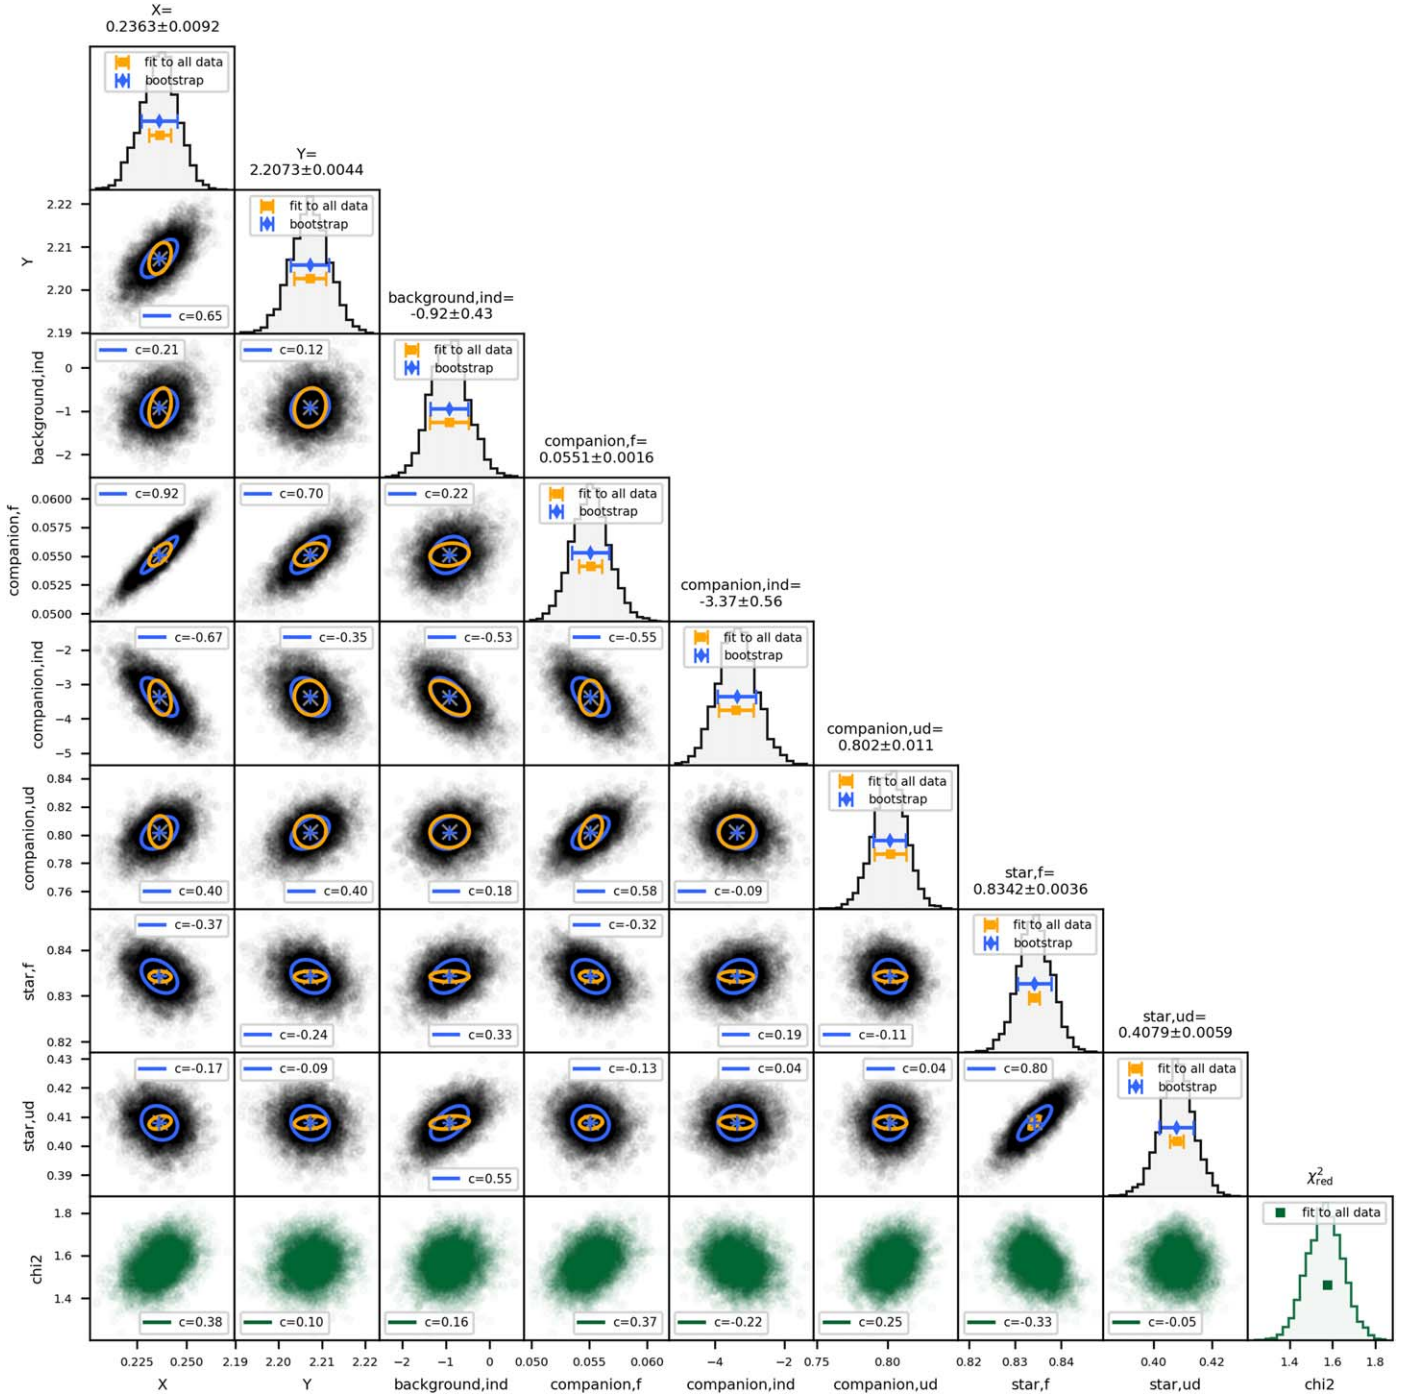 X=
0.2363±0.0092
fit to all data
bootstrap
Y=
2.2073±0.0044
2.22
2.21
2.20
2.19
Y
c=0.65
fit to all data
bootstrap
background,ind=
-0.92±0.43
0
−1
−2
background,ind
c=0.21
c=0.12
fit to all data
bootstrap
companion,f=
0.0551±0.0016
0.0600
0.0575
0.0550
0.0525
0.0500
companion,f
c=0.92
c=0.70
c=0.22
fit to all data
bootstrap
companion,ind=
-3.37±0.56
−2
−3
−4
−5
companion,ind
c=-0.67
c=-0.35
c=-0.53
c=-0.55
fit to all data
bootstrap
companion,ud=
0.802±0.011
0.84
0.82
0.80
0.78
0.76
companion,ud
c=0.40
c=0.40
c=0.18
c=0.58
c=-0.09
fit to all data
bootstrap
star,f=
0.8342±0.0036
0.84
0.83
0.82
star,f
c=-0.37
c=-0.24
c=0.33
c=-0.32
c=0.19
c=-0.11
fit to all data
bootstrap
star,ud=
0.4079±0.0059
0.43
0.42
0.41
0.40
0.39
star,ud
c=-0.17
c=-0.09
c=0.55
c=-0.13
c=0.04
c=0.04
c=0.80
fit to all data
bootstrap
χ²red
1.8
1.6
1.4
chi2
c=0.38
c=0.10
c=0.16
c=0.37
c=-0.22
c=0.25
c=-0.33
c=-0.05
fit to all data
0.225 0.250 2.19 2.20 2.21 2.22 −2 −1 0 0.050 0.055 0.060 −4 −2 0.75 0.80 0.82 0.83 0.84 0.40 0.42 1.4 1.6 1.8
X Y background,ind companion,f companion,ind companion,ud star,f star,ud chi2